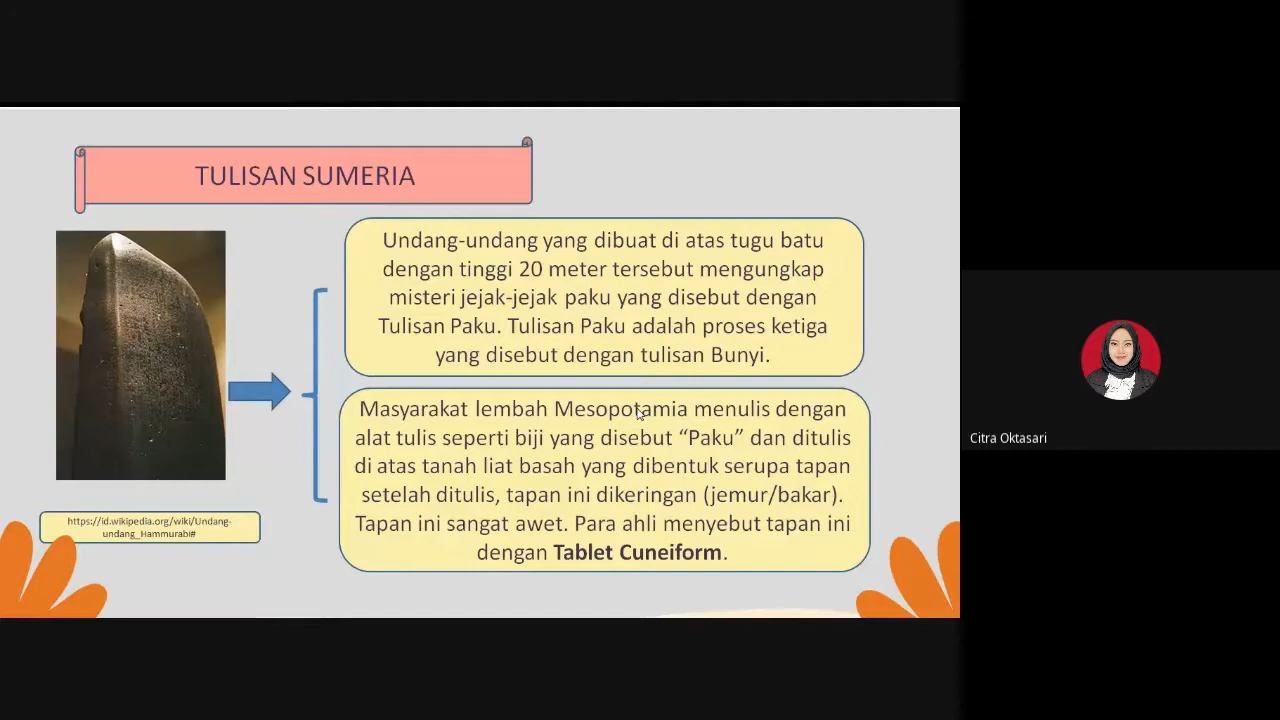 TULISAN SUMERIA
Undang-undang yang dibuat di atas tugu batu
dengan tinggi 20 meter tersebut mengungkap
misteri jejak-jejak paku yang disebut dengan
Tulisan Paku. Tulisan Paku adalah proses ketiga
yang disebut dengan tulisan Bunyi.
Masyarakat lembah Mesopotamia menulis dengan
alat tulis seperti biji yang disebut “Paku” dan ditulis
di atas tanah liat basah yang dibentuk serupa tapan
setelah ditulis, tapan ini dikeringan (jemur/bakar).
Tapan ini sangat awet. Para ahli menyebut tapan ini
dengan Tablet Cuneiform.
https://id.wikipedia.org/wiki/Undang-
undang_Hammurabi#
Citra Oktasari